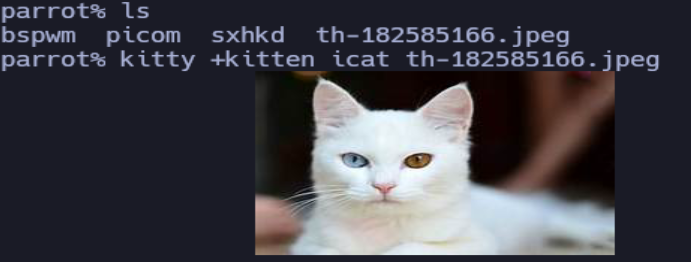 parrot% ls
bspwm  picom  sxhkd  th-182585166.jpeg
parrot% kitty +kitten icat th-182585166.jpeg